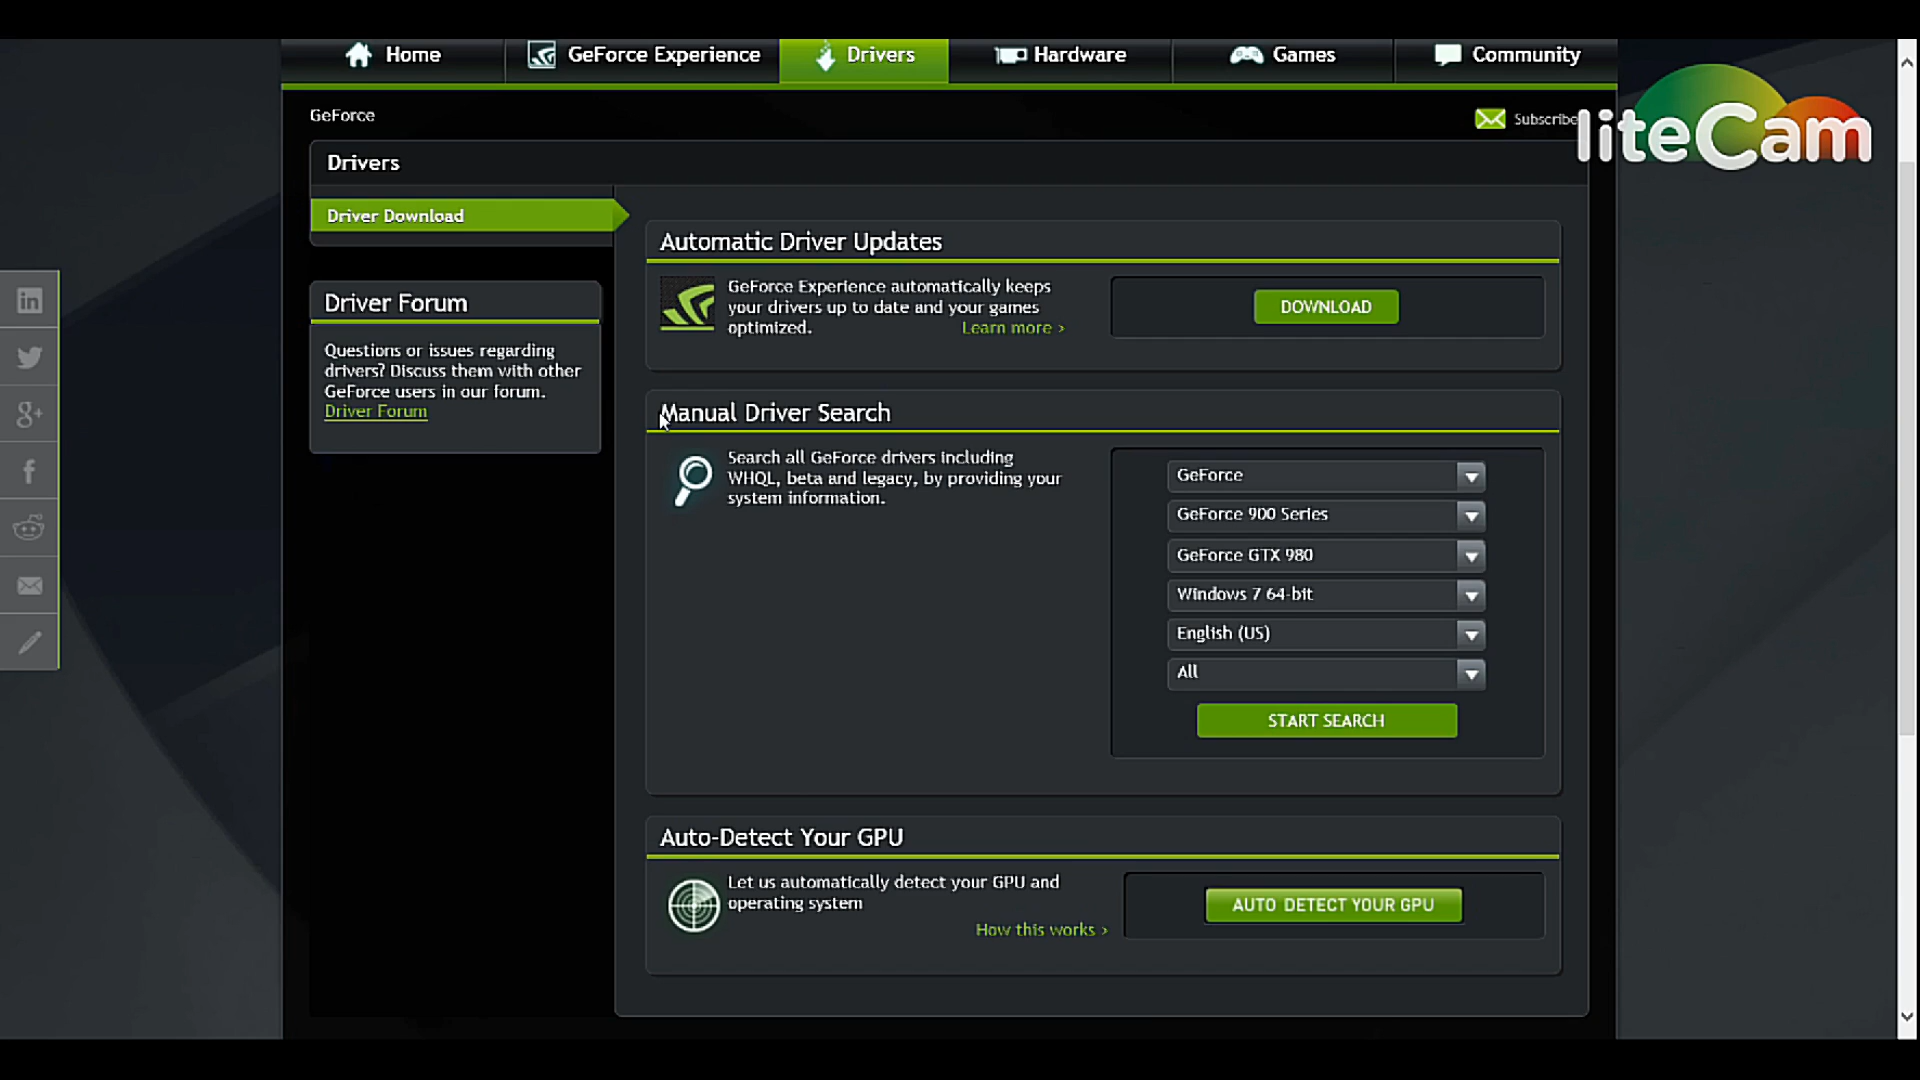 Home
GeForce Experience
Drivers
Hardware
Games
Community
GeForce
Subscribe
liteCam
Drivers
Driver Download
Driver Forum
Questions or issues regarding
drivers? Discuss them with other
GeForce users in our forum.
Driver Forum
Automatic Driver Updates
GeForce Experience automatically keeps
your drivers up to date and your games
optimized.
Learn more ›
DOWNLOAD
Manual Driver Search
Search all GeForce drivers including
WHQL, beta and legacy, by providing your
system information.
GeForce
GeForce 900 Series
GeForce GTX 980
Windows 7 64-bit
English (US)
All
START SEARCH
Auto-Detect Your GPU
Let us automatically detect your GPU and
operating system
How this works ›
AUTO DETECT YOUR GPU
in
g+
f